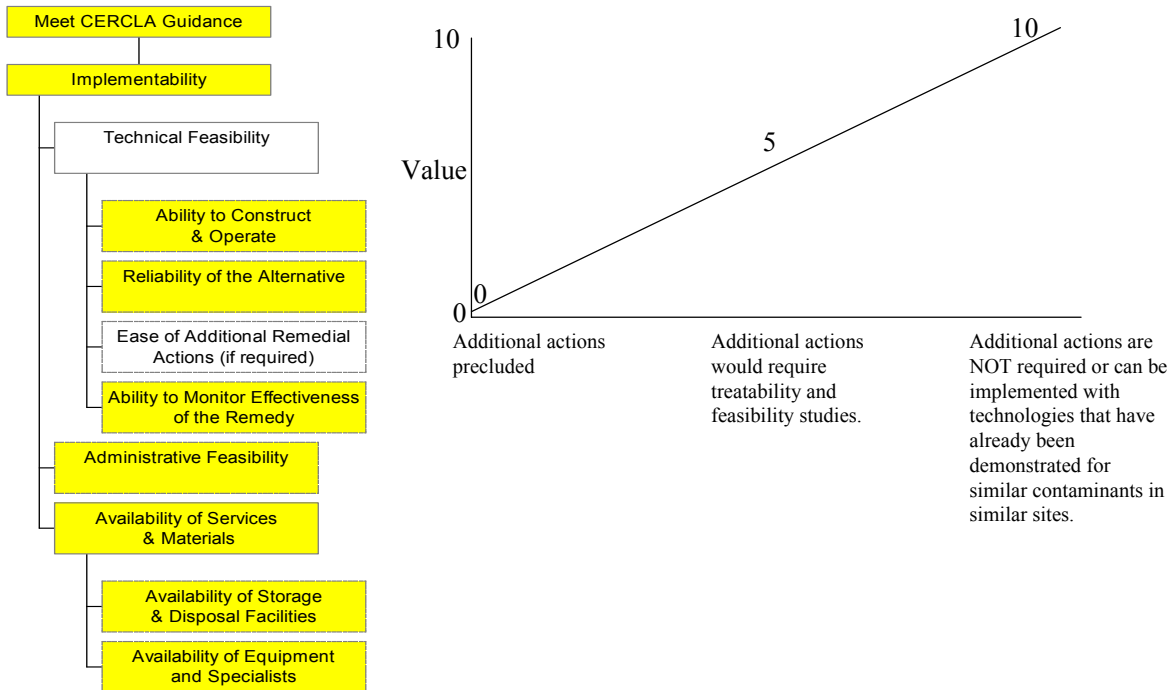 Meet CERCLA Guidance
Implementability
Technical Feasibility
Ability to Construct
& Operate
Reliability of the Alternative
Ease of Additional Remedial
Actions (if required)
Ability to Monitor Effectiveness
of the Remedy
Administrative Feasibility
Availability of Services
& Materials
Availability of Storage
& Disposal Facilities
Availability of Equipment
and Specialists
10
Value
0
0
5
10
Additional actions
precluded
Additional actions
would require
treatability and
feasibility studies.
Additional actions are
NOT required or can be
implemented with
technologies that have
already been
demonstrated for
similar contaminants in
similar sites.